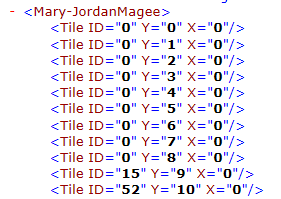 - <Mary-JordanMagee>
<Tile ID="0" Y="0" X="0"/>
<Tile ID="0" Y="1" X="0"/>
<Tile ID="0" Y="2" X="0"/>
<Tile ID="0" Y="3" X="0"/>
<Tile ID="0" Y="4" X="0"/>
<Tile ID="0" Y="5" X="0"/>
<Tile ID="0" Y="6" X="0"/>
<Tile ID="0" Y="7" X="0"/>
<Tile ID="0" Y="8" X="0"/>
<Tile ID="15" Y="9" X="0"/>
<Tile ID="52" Y="10" X="0"/>